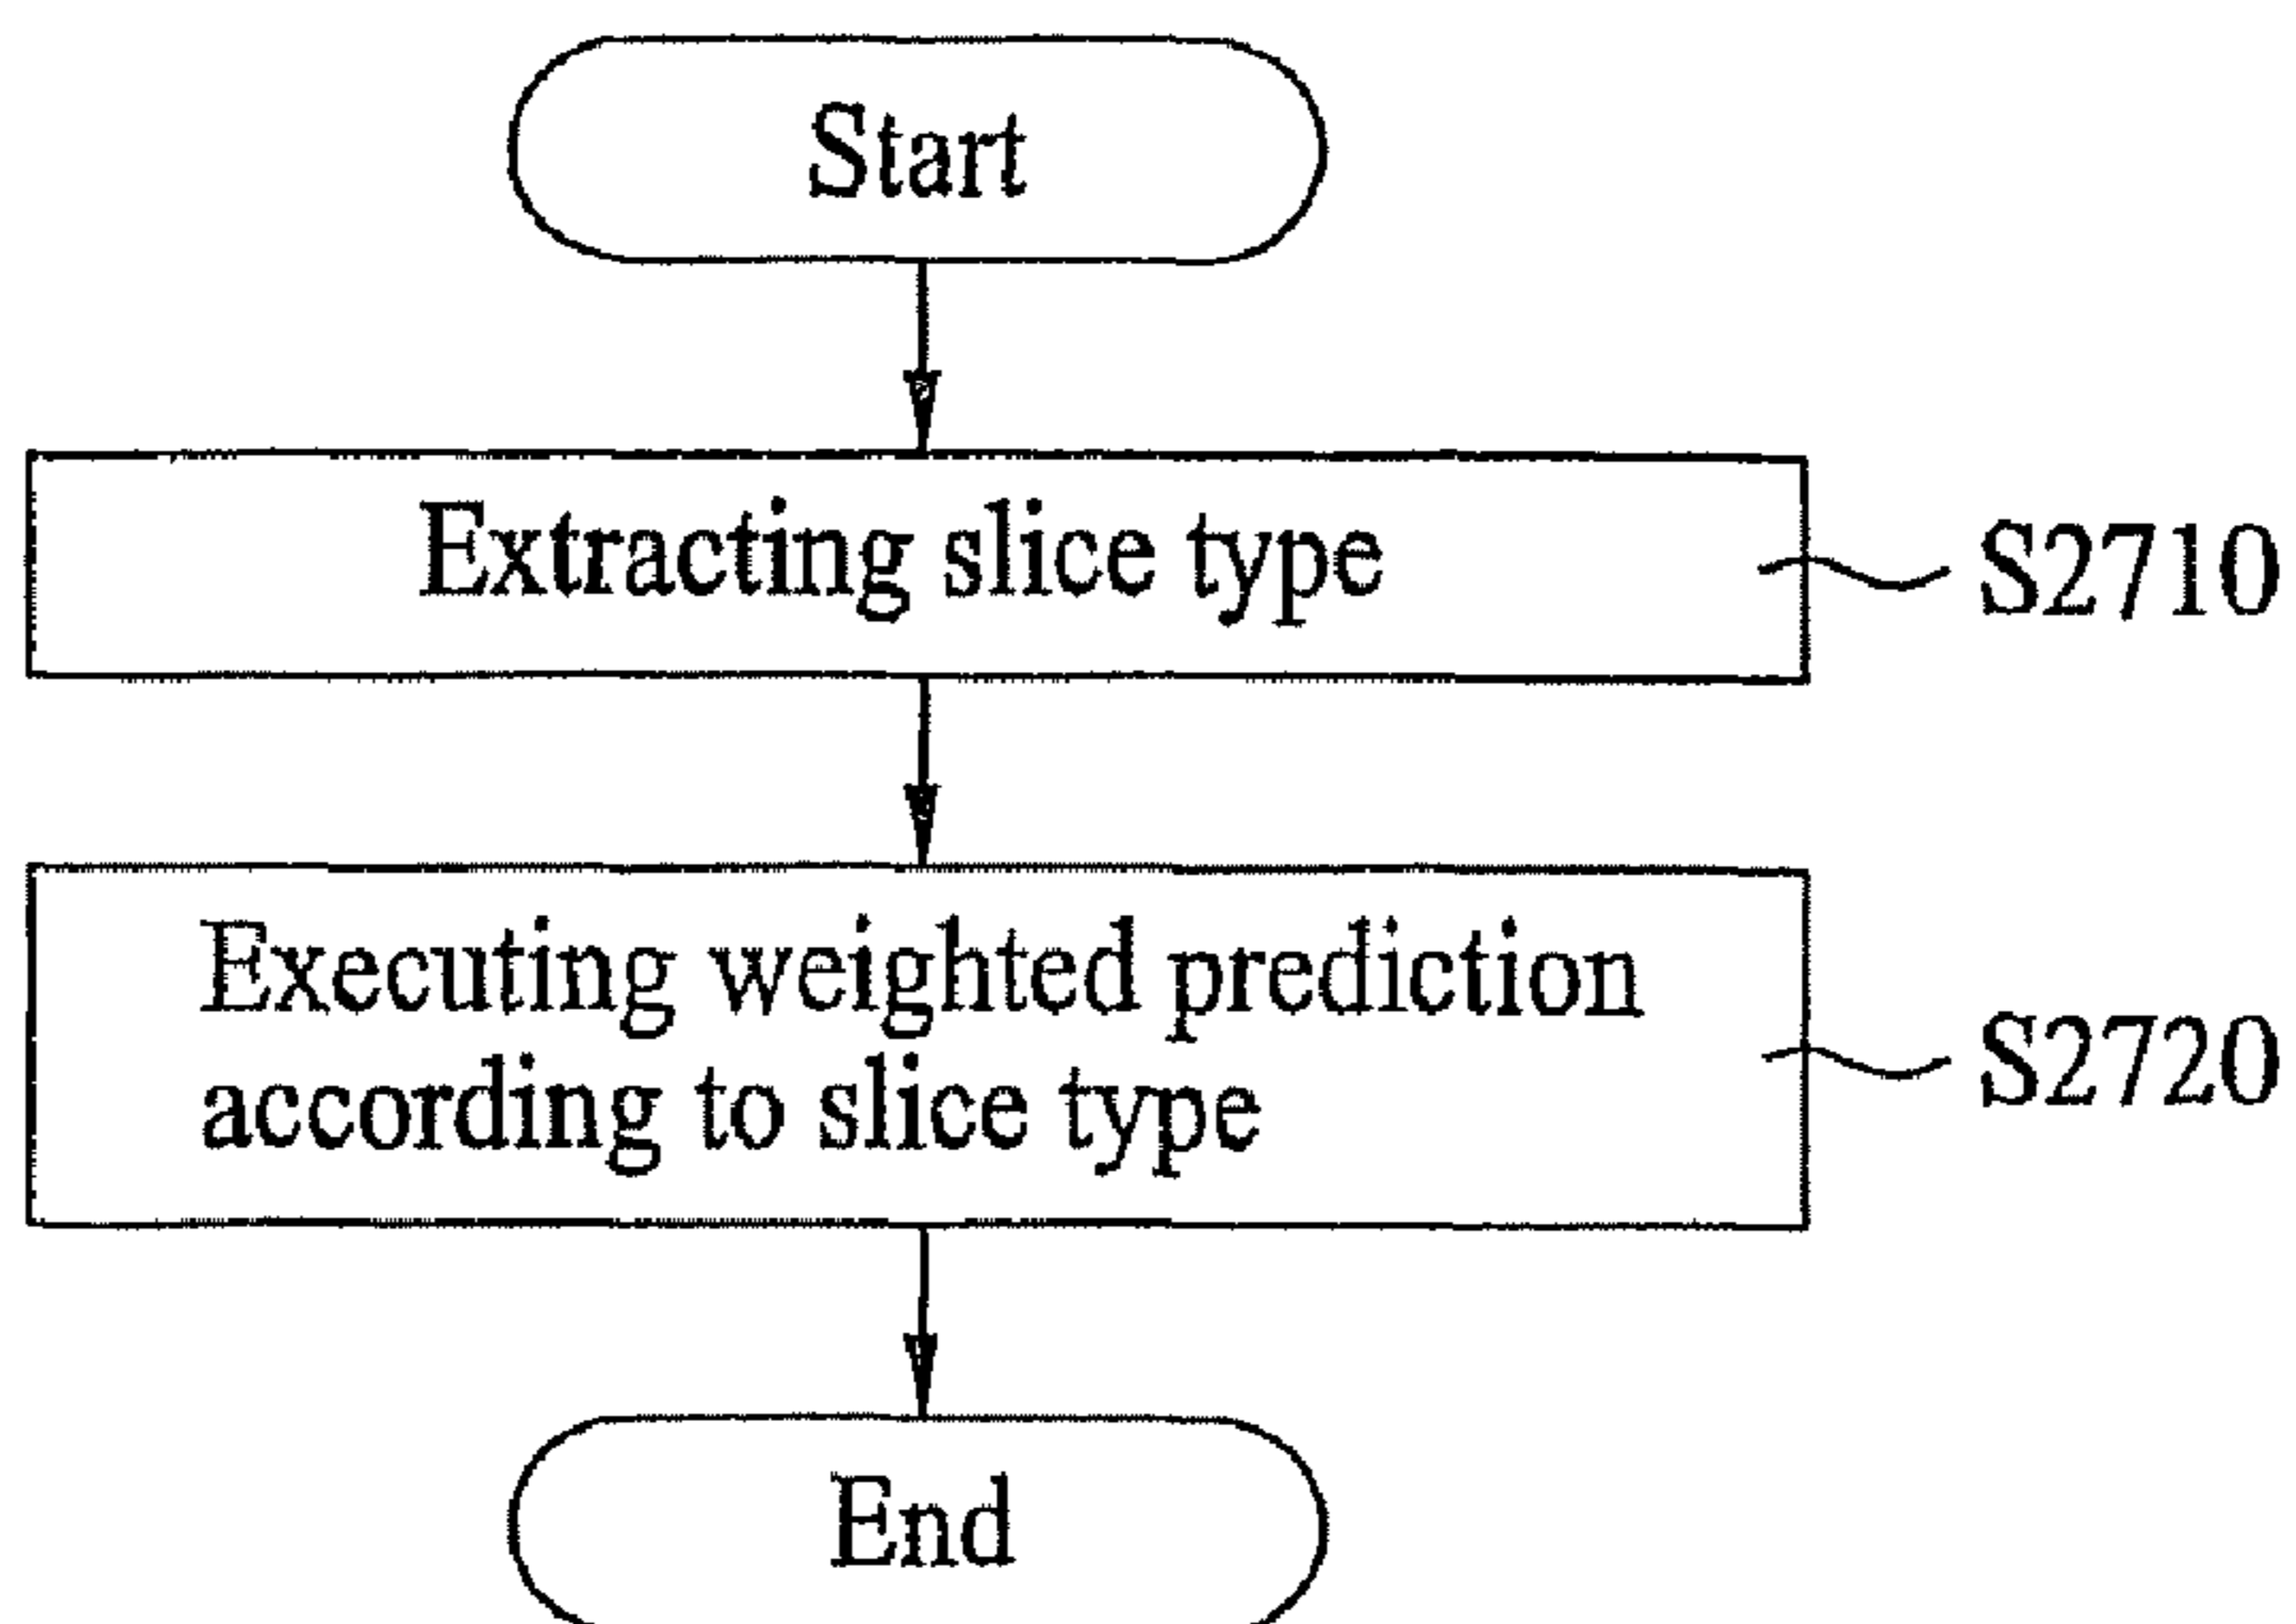 Start
Extracting slice type
S2710
Executing weighted prediction
according to slice type
S2720
End